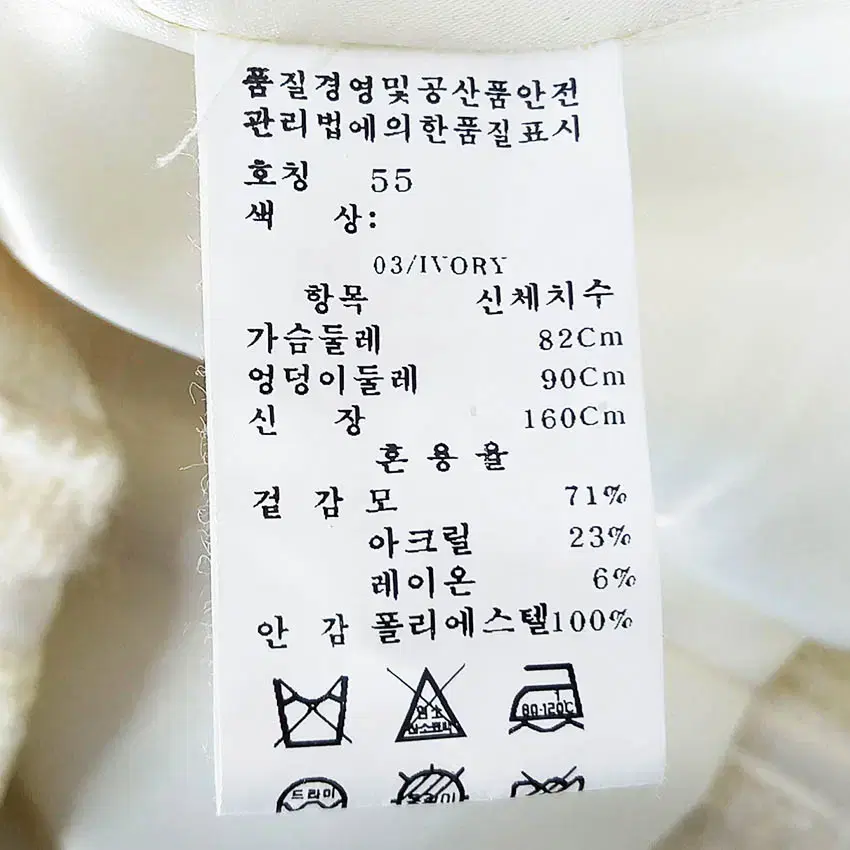 품질경영및공산품안전
관리법에의한품질표시
호칭 55
색 상:
03/IVORY
항목 신체치수
가슴둘레 82Cm
엉덩이둘레 90Cm
신 장 160Cm
혼 용 율
겉 감 모 71%
아크릴 23%
레이온 6%
안 감 폴리에스텔100%
80-120℃
드라이